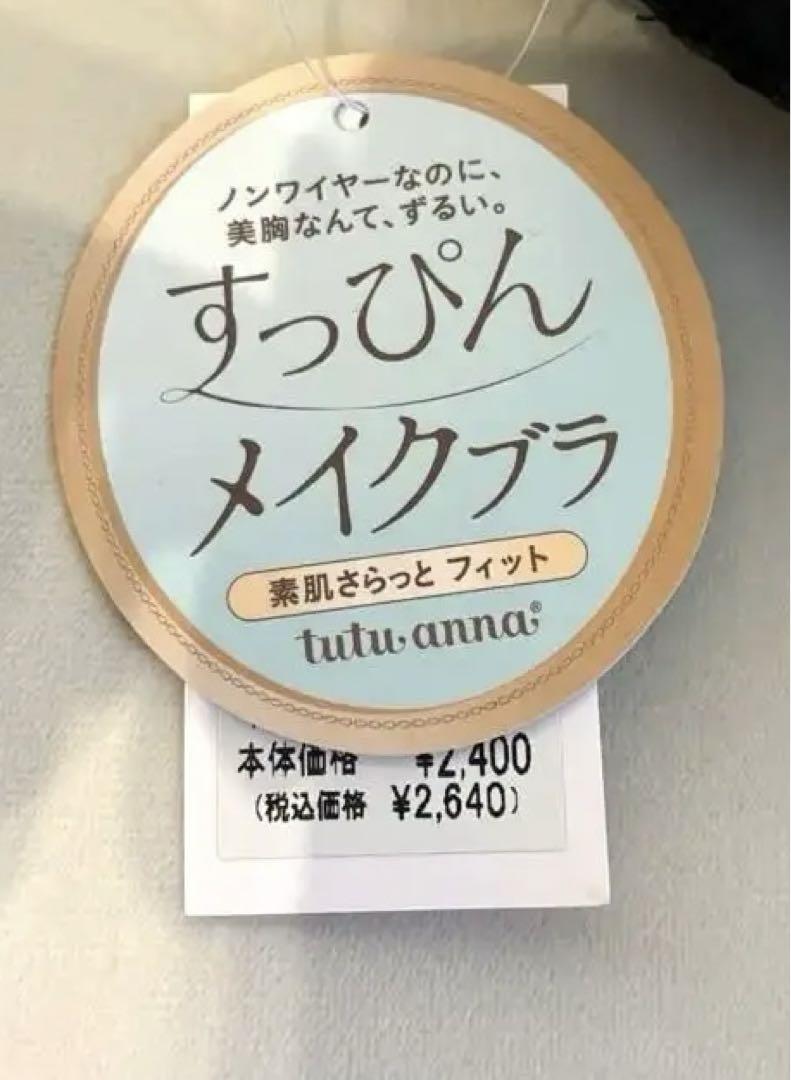 ノンワイヤーなのに、
美胸なんて、ずるい。
すっぴん
メイクブラ
素肌さらっと フィット
tutu anna®
本体価格 ¥2,400
(税込価格 ¥2,640)